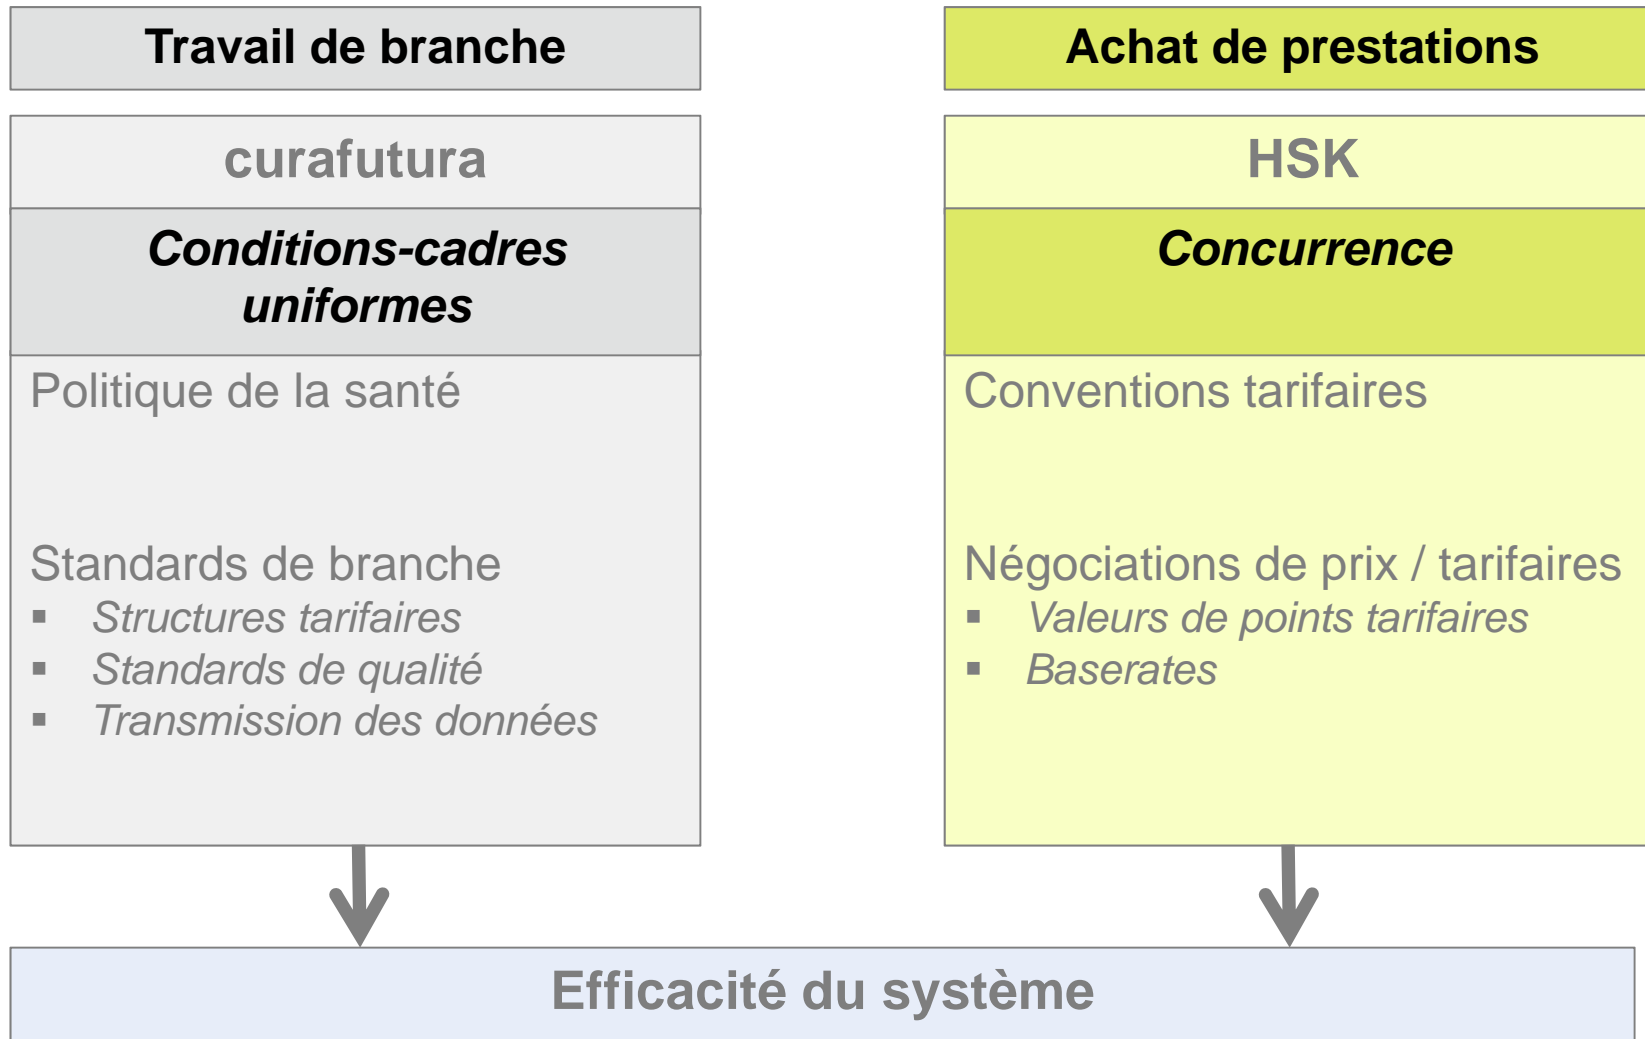 Travail de branche
curafutura
Conditions-cadres
uniformes
Politique de la santé
Standards de branche
▪ Structures tarifaires
▪ Standards de qualité
▪ Transmission des données
Achat de prestations
HSK
Concurrence
Conventions tarifaires
Négociations de prix / tarifaires
▪ Valeurs de points tarifaires
▪ Baserates
Efficacité du système